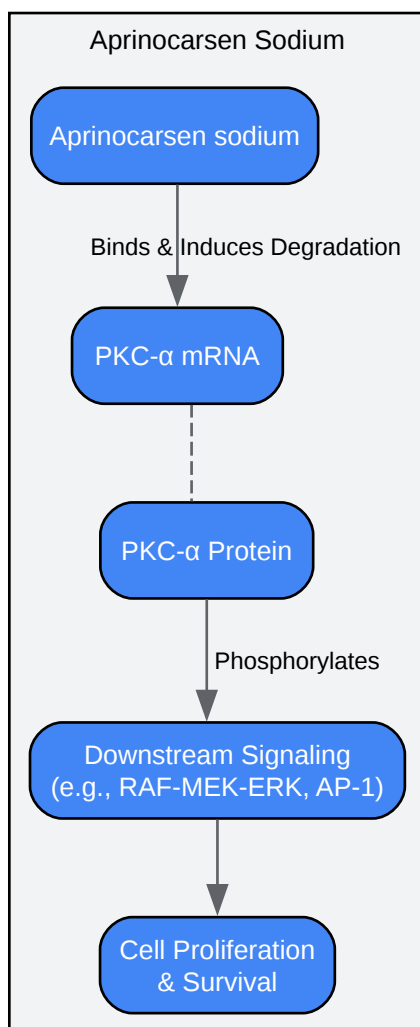 Aprinocarsen Sodium
Aprinocarsen sodium
Binds & Induces Degradation
PKC-α mRNA
PKC-α Protein
Phosphorylates
Downstream Signaling
(e.g., RAF-MEK-ERK, AP-1)
Cell Proliferation
& Survival